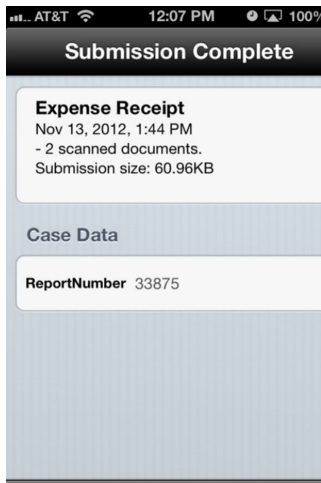 AT&T 12:07 PM 100%
Submission Complete
Expense Receipt
Nov 13, 2012, 1:44 PM
- 2 scanned documents.
Submission size: 60.96KB
Case Data
ReportNumber 33875